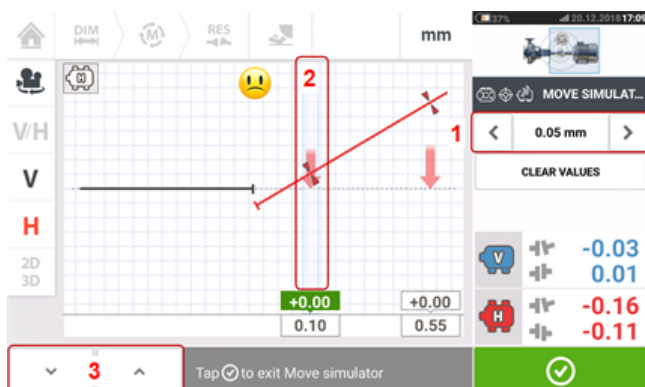 DIM
M
RES
mm
37%
20.12.2018 17:09
H
2
1
MOVE SIMULAT...
0.05 mm
CLEAR VALUES
V/H
V
H
2D
3D
V
-0.03
0.01
H
-0.16
-0.11
+0.00
+0.00
0.10
0.55
3
Tap to exit Move simulator